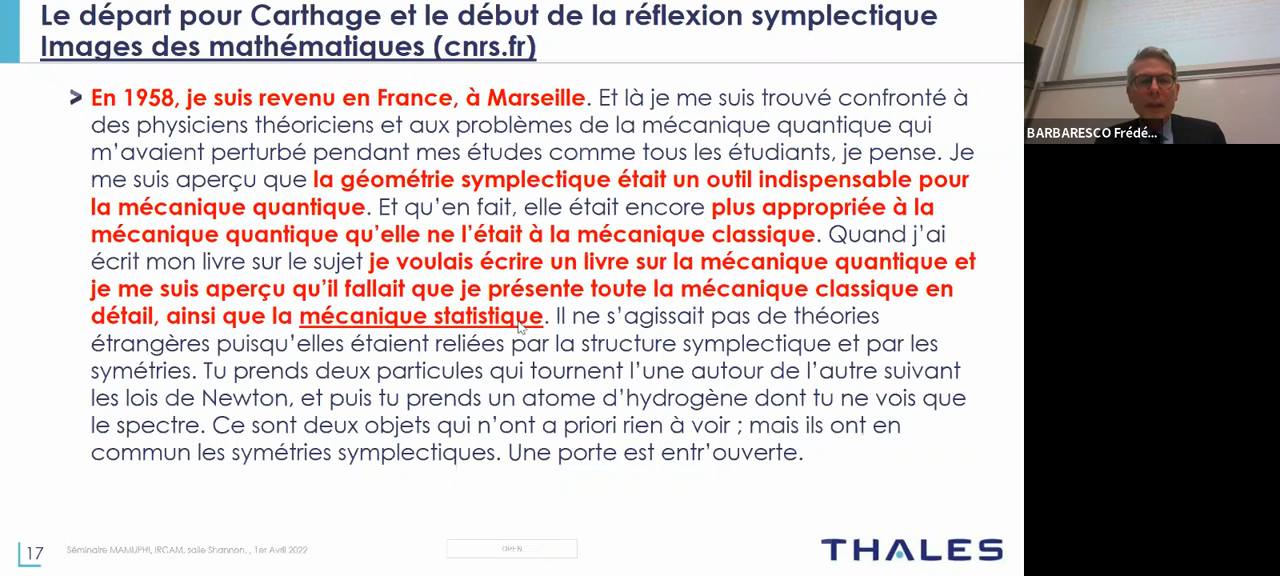 Le départ pour Carthage et le début de la réflexion symplectique
Images des mathématiques (cnrs.fr)
En 1958, je suis revenu en France, à Marseille. Et là je me suis trouvé confronté à
des physiciens théoriciens et aux problèmes de la mécanique quantique qui
m’avaient perturbé pendant mes études comme tous les étudiants, je pense. Je
me suis aperçu que la géométrie symplectique était un outil indispensable pour
la mécanique quantique. Et qu’en fait, elle était encore plus appropriée à la
mécanique quantique qu’elle ne l’était à la mécanique classique. Quand j’ai
écrit mon livre sur le sujet je voulais écrire un livre sur la mécanique quantique et
je me suis aperçu qu’il fallait que je présente toute la mécanique classique en
détail, ainsi que la mécanique statistique. Il ne s’agissait pas de théories
étrangères puisqu’elles étaient reliées par la structure symplectique et par les
symétries. Tu prends deux particules qui tournent l’une autour de l’autre suivant
les lois de Newton, et puis tu prends un atome d’hydrogène dont tu ne vois que
le spectre. Ce sont deux objets qui n’ont a priori rien à voir ; mais ils ont en
commun les symétries symplectiques. Une porte est entr’ouverte.
17
Séminaire MAMUPHI, IRCAM, salle Shannon, , 1er Avril 2022
OPEN
THALES
BARBARESCO Frédé...